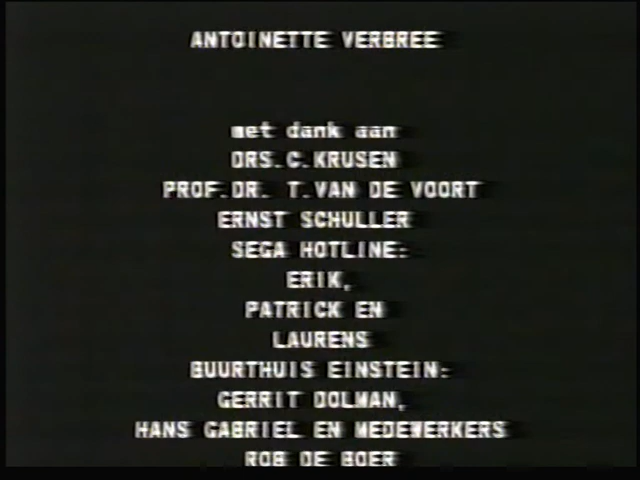 ANTOINETTE VERBREE
met dank aan
DRS.C.KRUSEN
PROF.DR. T.VAN DE VOORT
ERNST SCHULLER
SEGA HOTLINE:
ERIK,
PATRICK EN
LAURENS
BUURTHUIS EINSTEIN:
GERRIT DOLMAN,
HANS GABRIEL EN MEDEWERKERS
ROB DE BOER